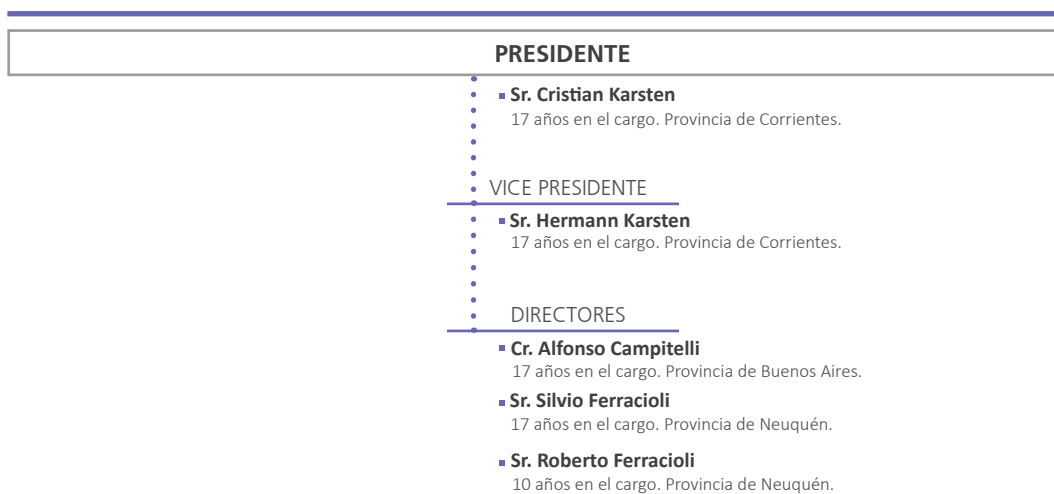 PRESIDENTE
Sr. Cristian Karsten
17 años en el cargo. Provincia de Corrientes.
VICE PRESIDENTE
Sr. Hermann Karsten
17 años en el cargo. Provincia de Corrientes.
DIRECTORES
Cr. Alfonso Campitelli
17 años en el cargo. Provincia de Buenos Aires.
Sr. Silvio Ferracioli
17 años en el cargo. Provincia de Neuquén.
Sr. Roberto Ferracioli
10 años en el cargo. Provincia de Neuquén.